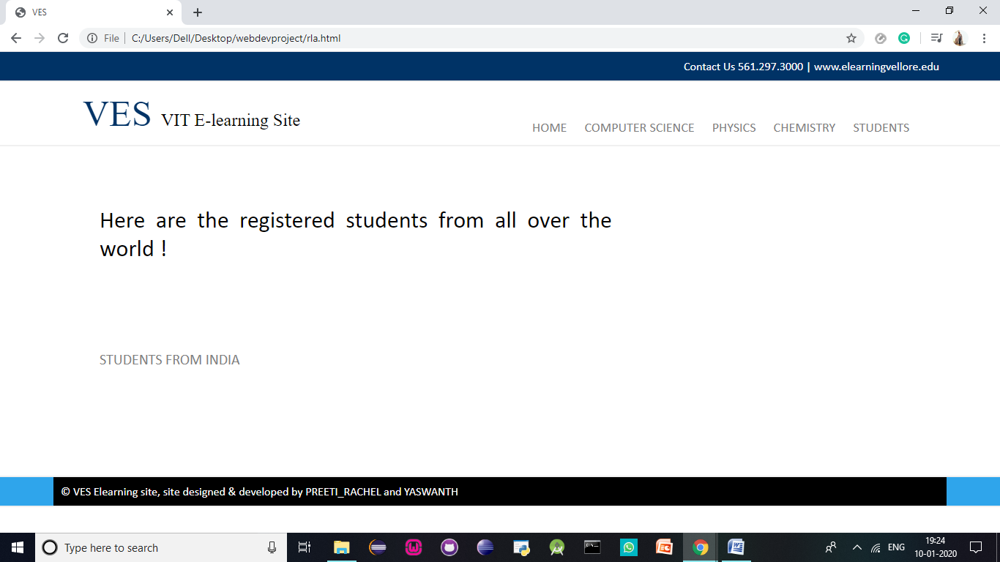 VES
File
C:/Users/Dell/Desktop/webdevproject/rla.html
Contact Us 561.297.3000 | www.elearningvellore.edu
VES VIT E-learning Site
HOME COMPUTER SCIENCE PHYSICS CHEMISTRY STUDENTS
Here are the registered students from all over the
world !
STUDENTS FROM INDIA
© VES Elearning site, site designed & developed by PREETI_RACHEL and YASWANTH
Type here to search
ENG
19:24
10-01-2020